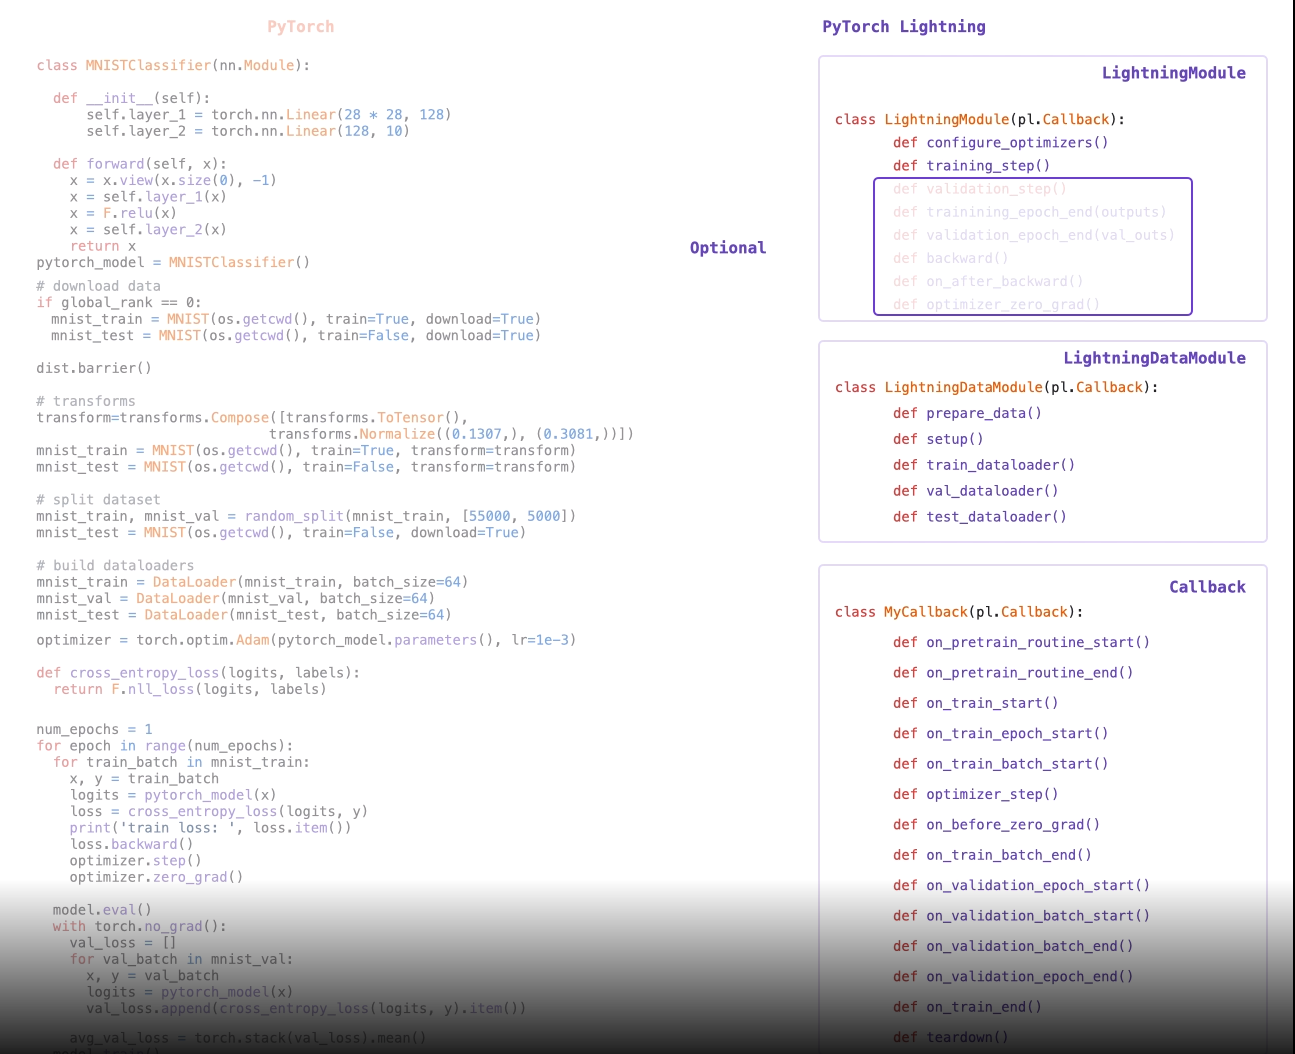 PyTorch
class MNISTClassifier(nn.Module):
def __init__(self):
self.layer_1 = torch.nn.Linear(28 * 28, 128)
self.layer_2 = torch.nn.Linear(128, 10)
def forward(self, x):
x = x.view(x.size(0), -1)
x = self.layer_1(x)
x = F.relu(x)
x = self.layer_2(x)
return x
pytorch_model = MNISTClassifier()
# download data
if global_rank == 0:
mnist_train = MNIST(os.getcwd(), train=True, download=True)
mnist_test = MNIST(os.getcwd(), train=False, download=True)
dist.barrier()
# transforms
transform=transforms.Compose([transforms.ToTensor(),
transforms.Normalize((0.1307,), (0.3081,))])
mnist_train = MNIST(os.getcwd(), train=True, transform=transform)
mnist_test = MNIST(os.getcwd(), train=False, transform=transform)
# split dataset
mnist_train, mnist_val = random_split(mnist_train, [55000, 5000])
mnist_test = MNIST(os.getcwd(), train=False, download=True)
# build dataloaders
mnist_train = DataLoader(mnist_train, batch_size=64)
mnist_val = DataLoader(mnist_val, batch_size=64)
mnist_test = DataLoader(mnist_test, batch_size=64)
optimizer = torch.optim.Adam(pytorch_model.parameters(), lr=1e-3)
def cross_entropy_loss(logits, labels):
return F.nll_loss(logits, labels)
num_epochs = 1
for epoch in range(num_epochs):
for train_batch in mnist_train:
x, y = train_batch
logits = pytorch_model(x)
loss = cross_entropy_loss(logits, y)
print('train loss: ', loss.item())
loss.backward()
optimizer.step()
optimizer.zero_grad()
model.eval()
with torch.no_grad():
val_loss = []
for val_batch in mnist_val:
x, y = val_batch
logits = pytorch_model(x)
val_loss.append(cross_entropy_loss(logits, y).item())
avg_val_loss = torch.stack(val_loss).mean()
PyTorch Lightning
LightningModule
class LightningModule(pl.Callback):
def configure_optimizers()
def training_step()
Optional
def validation_step()
def trainining_epoch_end(outputs)
def validation_epoch_end(val_outs)
def backward()
def on_after_backward()
def optimizer_zero_grad()
LightningDataModule
class LightningDataModule(pl.Callback):
def prepare_data()
def setup()
def train_dataloader()
def val_dataloader()
def test_dataloader()
Callback
class MyCallback(pl.Callback):
def on_pretrain_routine_start()
def on_pretrain_routine_end()
def on_train_start()
def on_train_epoch_start()
def on_train_batch_start()
def optimizer_step()
def on_before_zero_grad()
def on_train_batch_end()
def on_validation_epoch_start()
def on_validation_batch_start()
def on_validation_batch_end()
def on_validation_epoch_end()
def on_train_end()
def teardown()